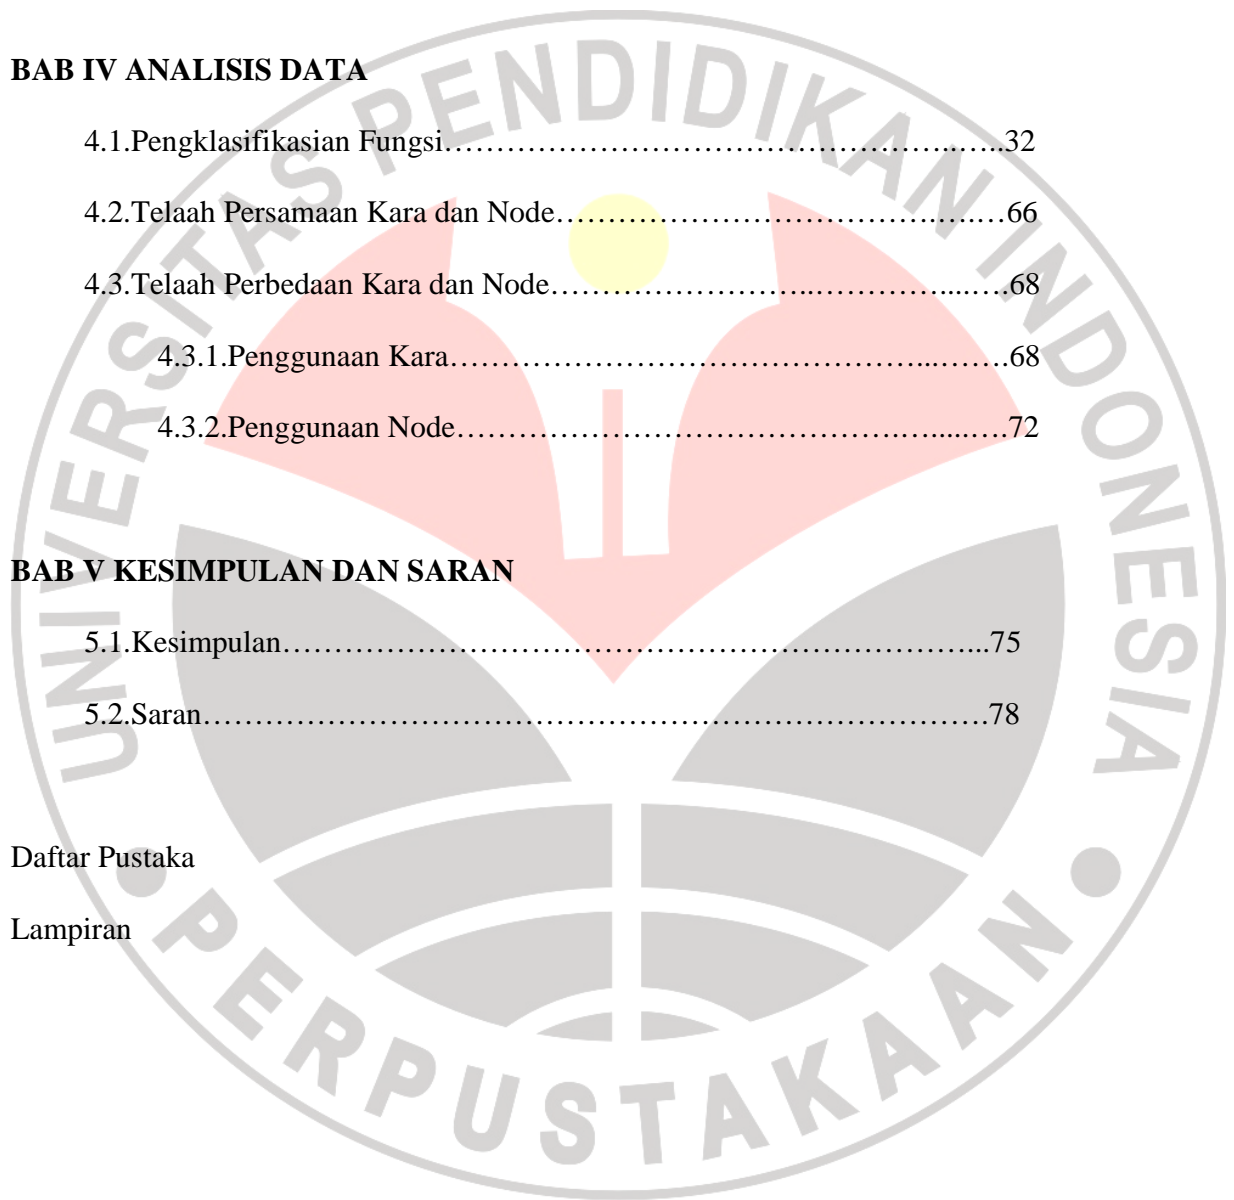 UNIVERSITAS PENDIDIKAN INDONESIA
PERPUSTAKAAN
BAB IV ANALISIS DATA
4.1.Pengklasifikasian Fungsi……………………………………………….…..32
4.2.Telaah Persamaan Kara dan Node……………………………….….….…66
4.3.Telaah Perbedaan Kara dan Node…………………….…………....….68
4.3.1.Penggunaan Kara………………………………………...…….68
4.3.2.Penggunaan Node…………………………………….….....….72
BAB V KESIMPULAN DAN SARAN
5.1.Kesimpulan…………………………………………………………...75
5.2.Saran………………………………………………………………….78
Daftar Pustaka
Lampiran